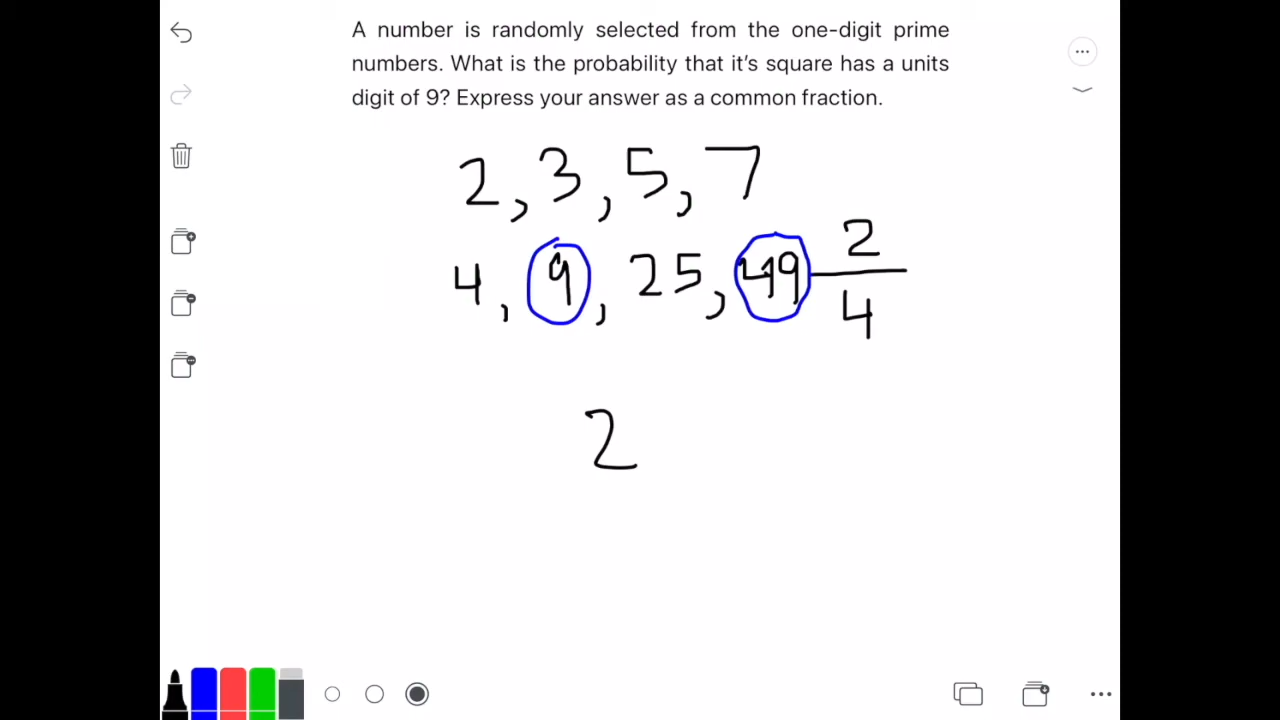 A number is randomly selected from the one-digit prime
numbers. What is the probability that it’s square has a units
digit of 9? Express your answer as a common fraction.
2, 3, 5, 7
4, 9, 25, 49 2/4
2